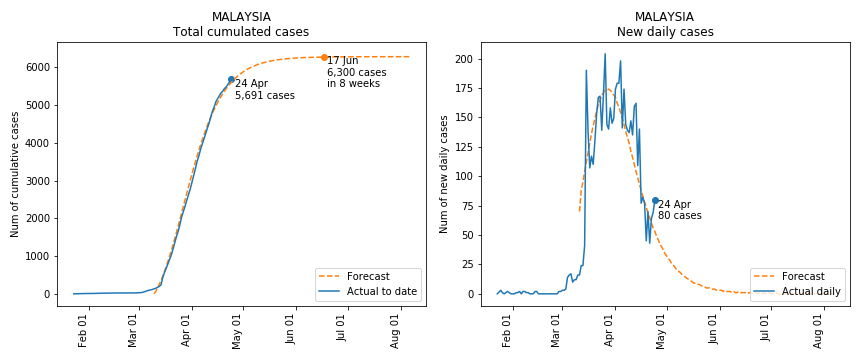 MALAYSIA
Total cumulated cases
Num of cumulative cases
6000
5000
4000
3000
2000
1000
0
17 Jun
6,300 cases
in 8 weeks
24 Apr
5,691 cases
Forecast
Actual to date
Feb 01
Mar 01
Apr 01
May 01
Jun 01
Jul 01
Aug 01
MALAYSIA
New daily cases
Num of new daily cases
200
175
150
125
100
75
50
25
0
24 Apr
80 cases
Forecast
Actual daily
Feb 01
Mar 01
Apr 01
May 01
Jun 01
Jul 01
Aug 01